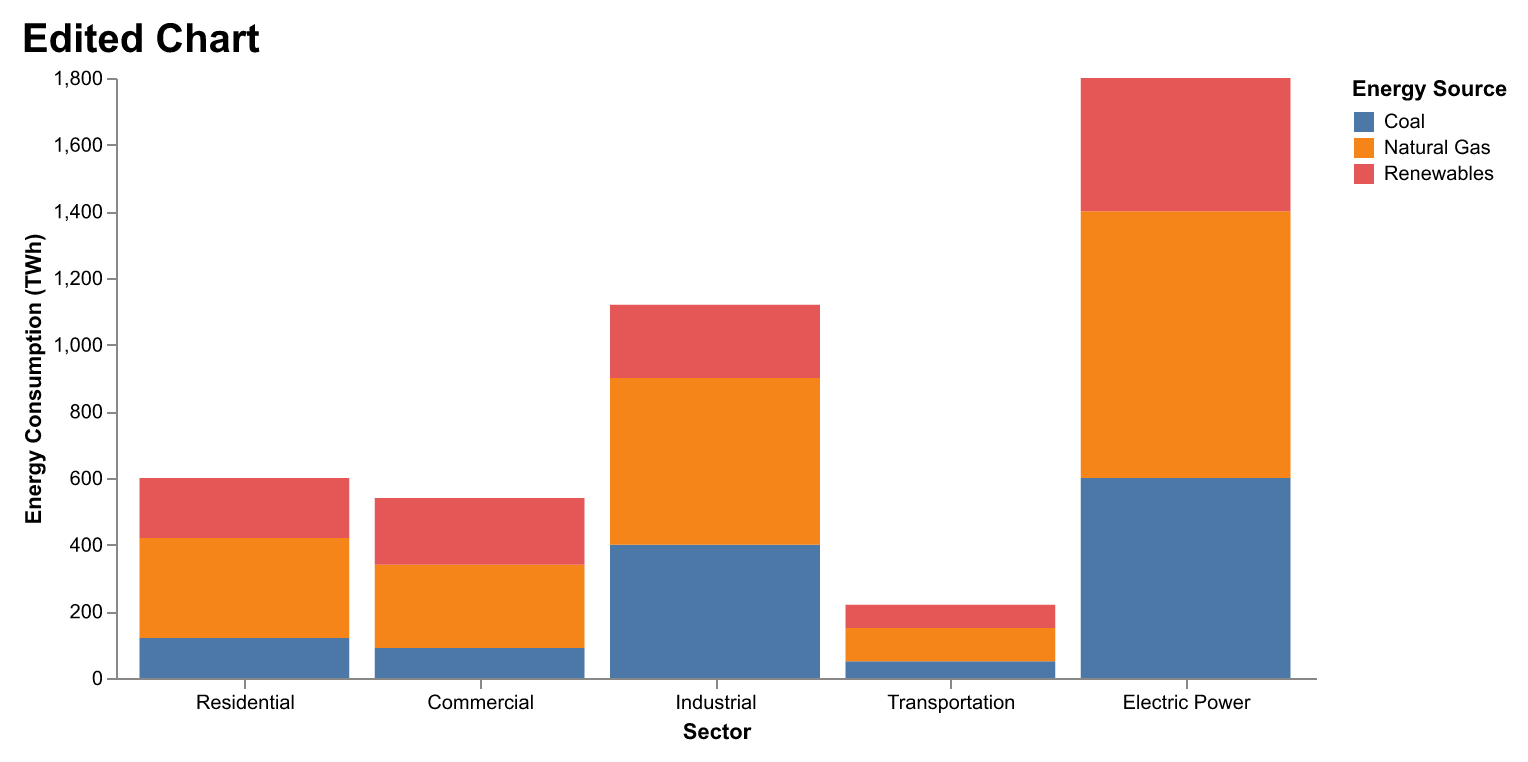 Edited Chart
Energy Consumption (TWh)
1,800
1,600
1,400
1,200
1,000
800
600
400
200
0
Residential
Commercial
Industrial
Transportation
Electric Power
Sector
Energy Source
Coal
Natural Gas
Renewables